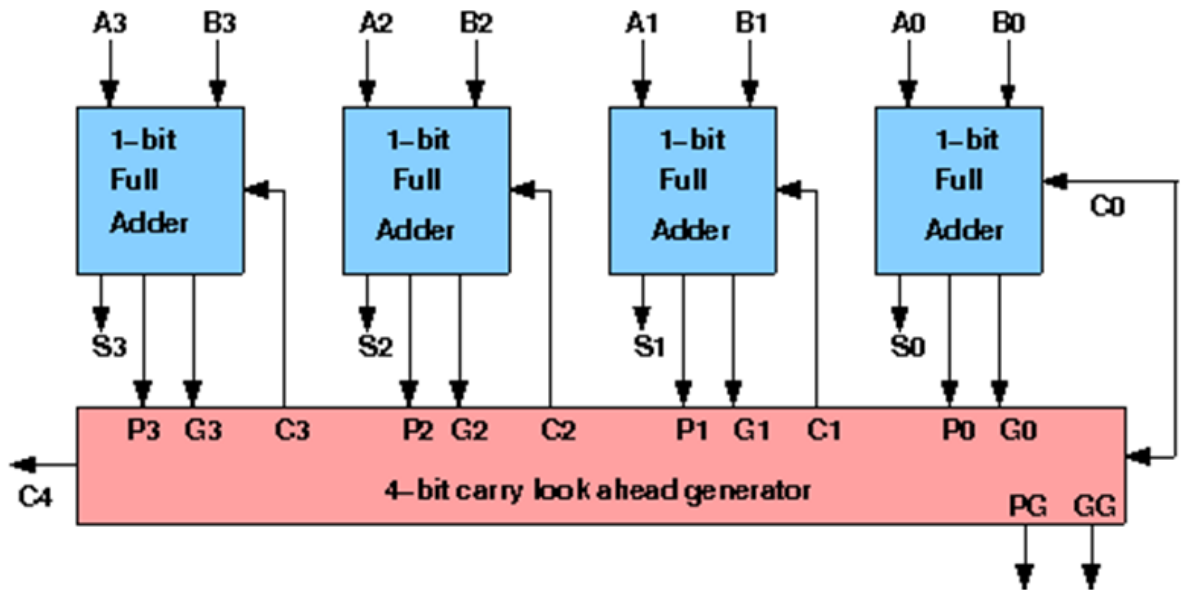 A3 B3 A2 B2 A1 B1 A0 B0
1-bit Full Adder
1-bit Full Adder
1-bit Full Adder
1-bit Full Adder
C0
S3 S2 S1 S0
P3 G3 C3 P2 G2 C2 P1 G1 C1 P0 G0
4-bit carry look ahead generator
C4
PG GG